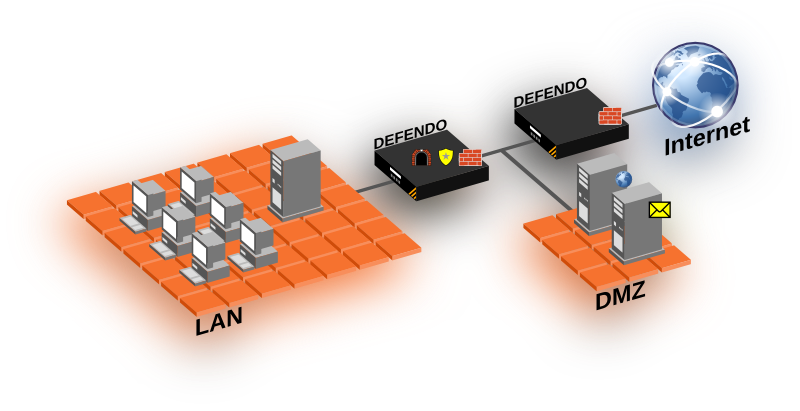 DEFENDO
DEFENDO
Internet
DMZ
LAN